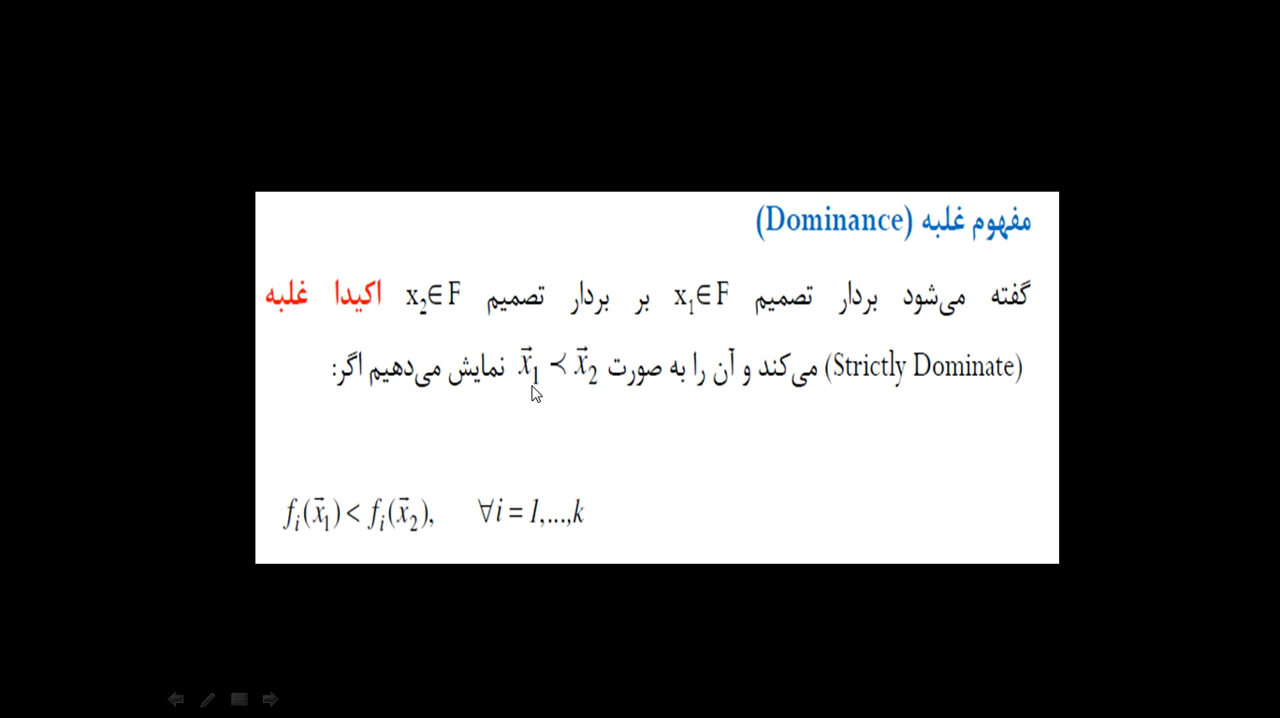 مفهوم غلبه (Dominance)
گفته می‌شود بردار تصمیم x₁∈F بر بردار تصمیم x₂∈F اکیدا غلبه
(Strictly Dominate) می‌کند و آن را به صورت x⃗₁ ≺ x⃗₂ نمایش می‌دهیم اگر:
fᵢ(x⃗₁) < fᵢ(x⃗₂), ∀i = 1,...,k